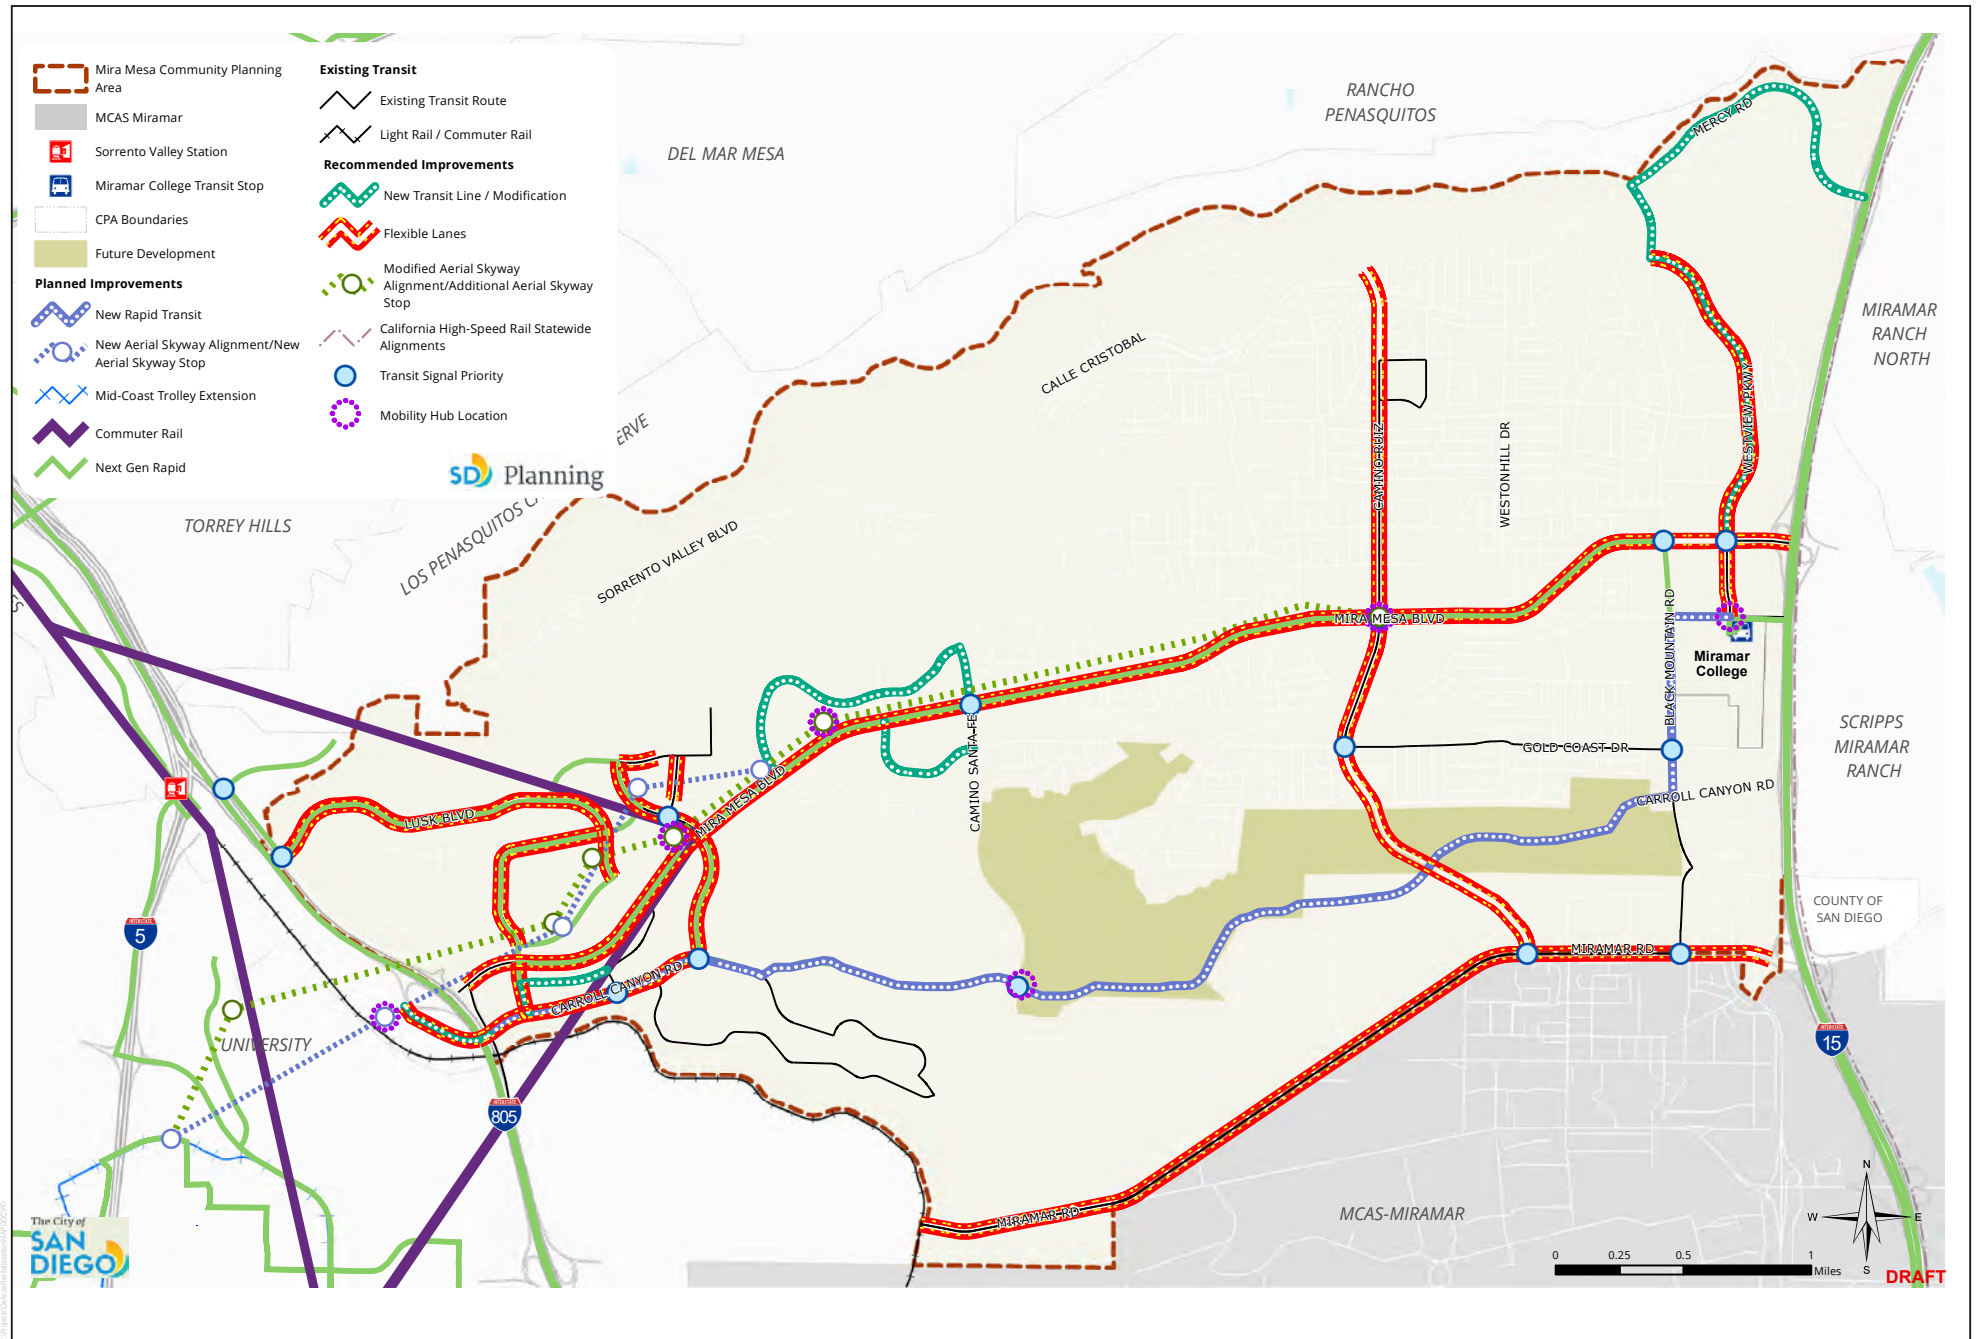 Mira Mesa Community Planning
Area
MCAS Miramar
Sorrento Valley Station
Miramar College Transit Stop
CPA Boundaries
Future Development
Planned Improvements
New Rapid Transit
New Aerial Skyway Alignment/New
Aerial Skyway Stop
Mid-Coast Trolley Extension
Commuter Rail
Next Gen Rapid
Existing Transit
Existing Transit Route
Light Rail / Commuter Rail
Recommended Improvements
New Transit Line / Modification
Flexible Lanes
Modified Aerial Skyway
Alignment/Additional Aerial Skyway
Stop
California High-Speed Rail Statewide
Alignments
Transit Signal Priority
Mobility Hub Location
SD Planning
RANCHO
PENASQUITOS
DEL MAR MESA
MERCY RD
MIRAMAR
RANCH
NORTH
CALLE CRISTOBAL
ERVE
LOS PENASQUITOS C
TORREY HILLS
SORRENTO VALLEY BLVD
CAMINO RUIZ
WESTONHILL DR
WESTVIEW PKWY
MIRA MESA BLVD
BLACK MOUNTAIN RD
Miramar
College
CAMINO SANTA FE
GOLD COAST DR
SCRIPPS
MIRAMAR
RANCH
CARROLL CANYON RD
MIRA MESA BLVD
LUSK BLVD
COUNTY OF
SAN DIEGO
MIRAMAR RD
INTERSTATE
5
CARROLL CANYON RD
UNIVERSITY
INTERSTATE
15
INTERSTATE
805
MIRAMAR RD
MCAS-MIRAMAR
The City of
SAN
DIEGO
N
W
E
S
0
0.25
0.5
1
Miles
DRAFT